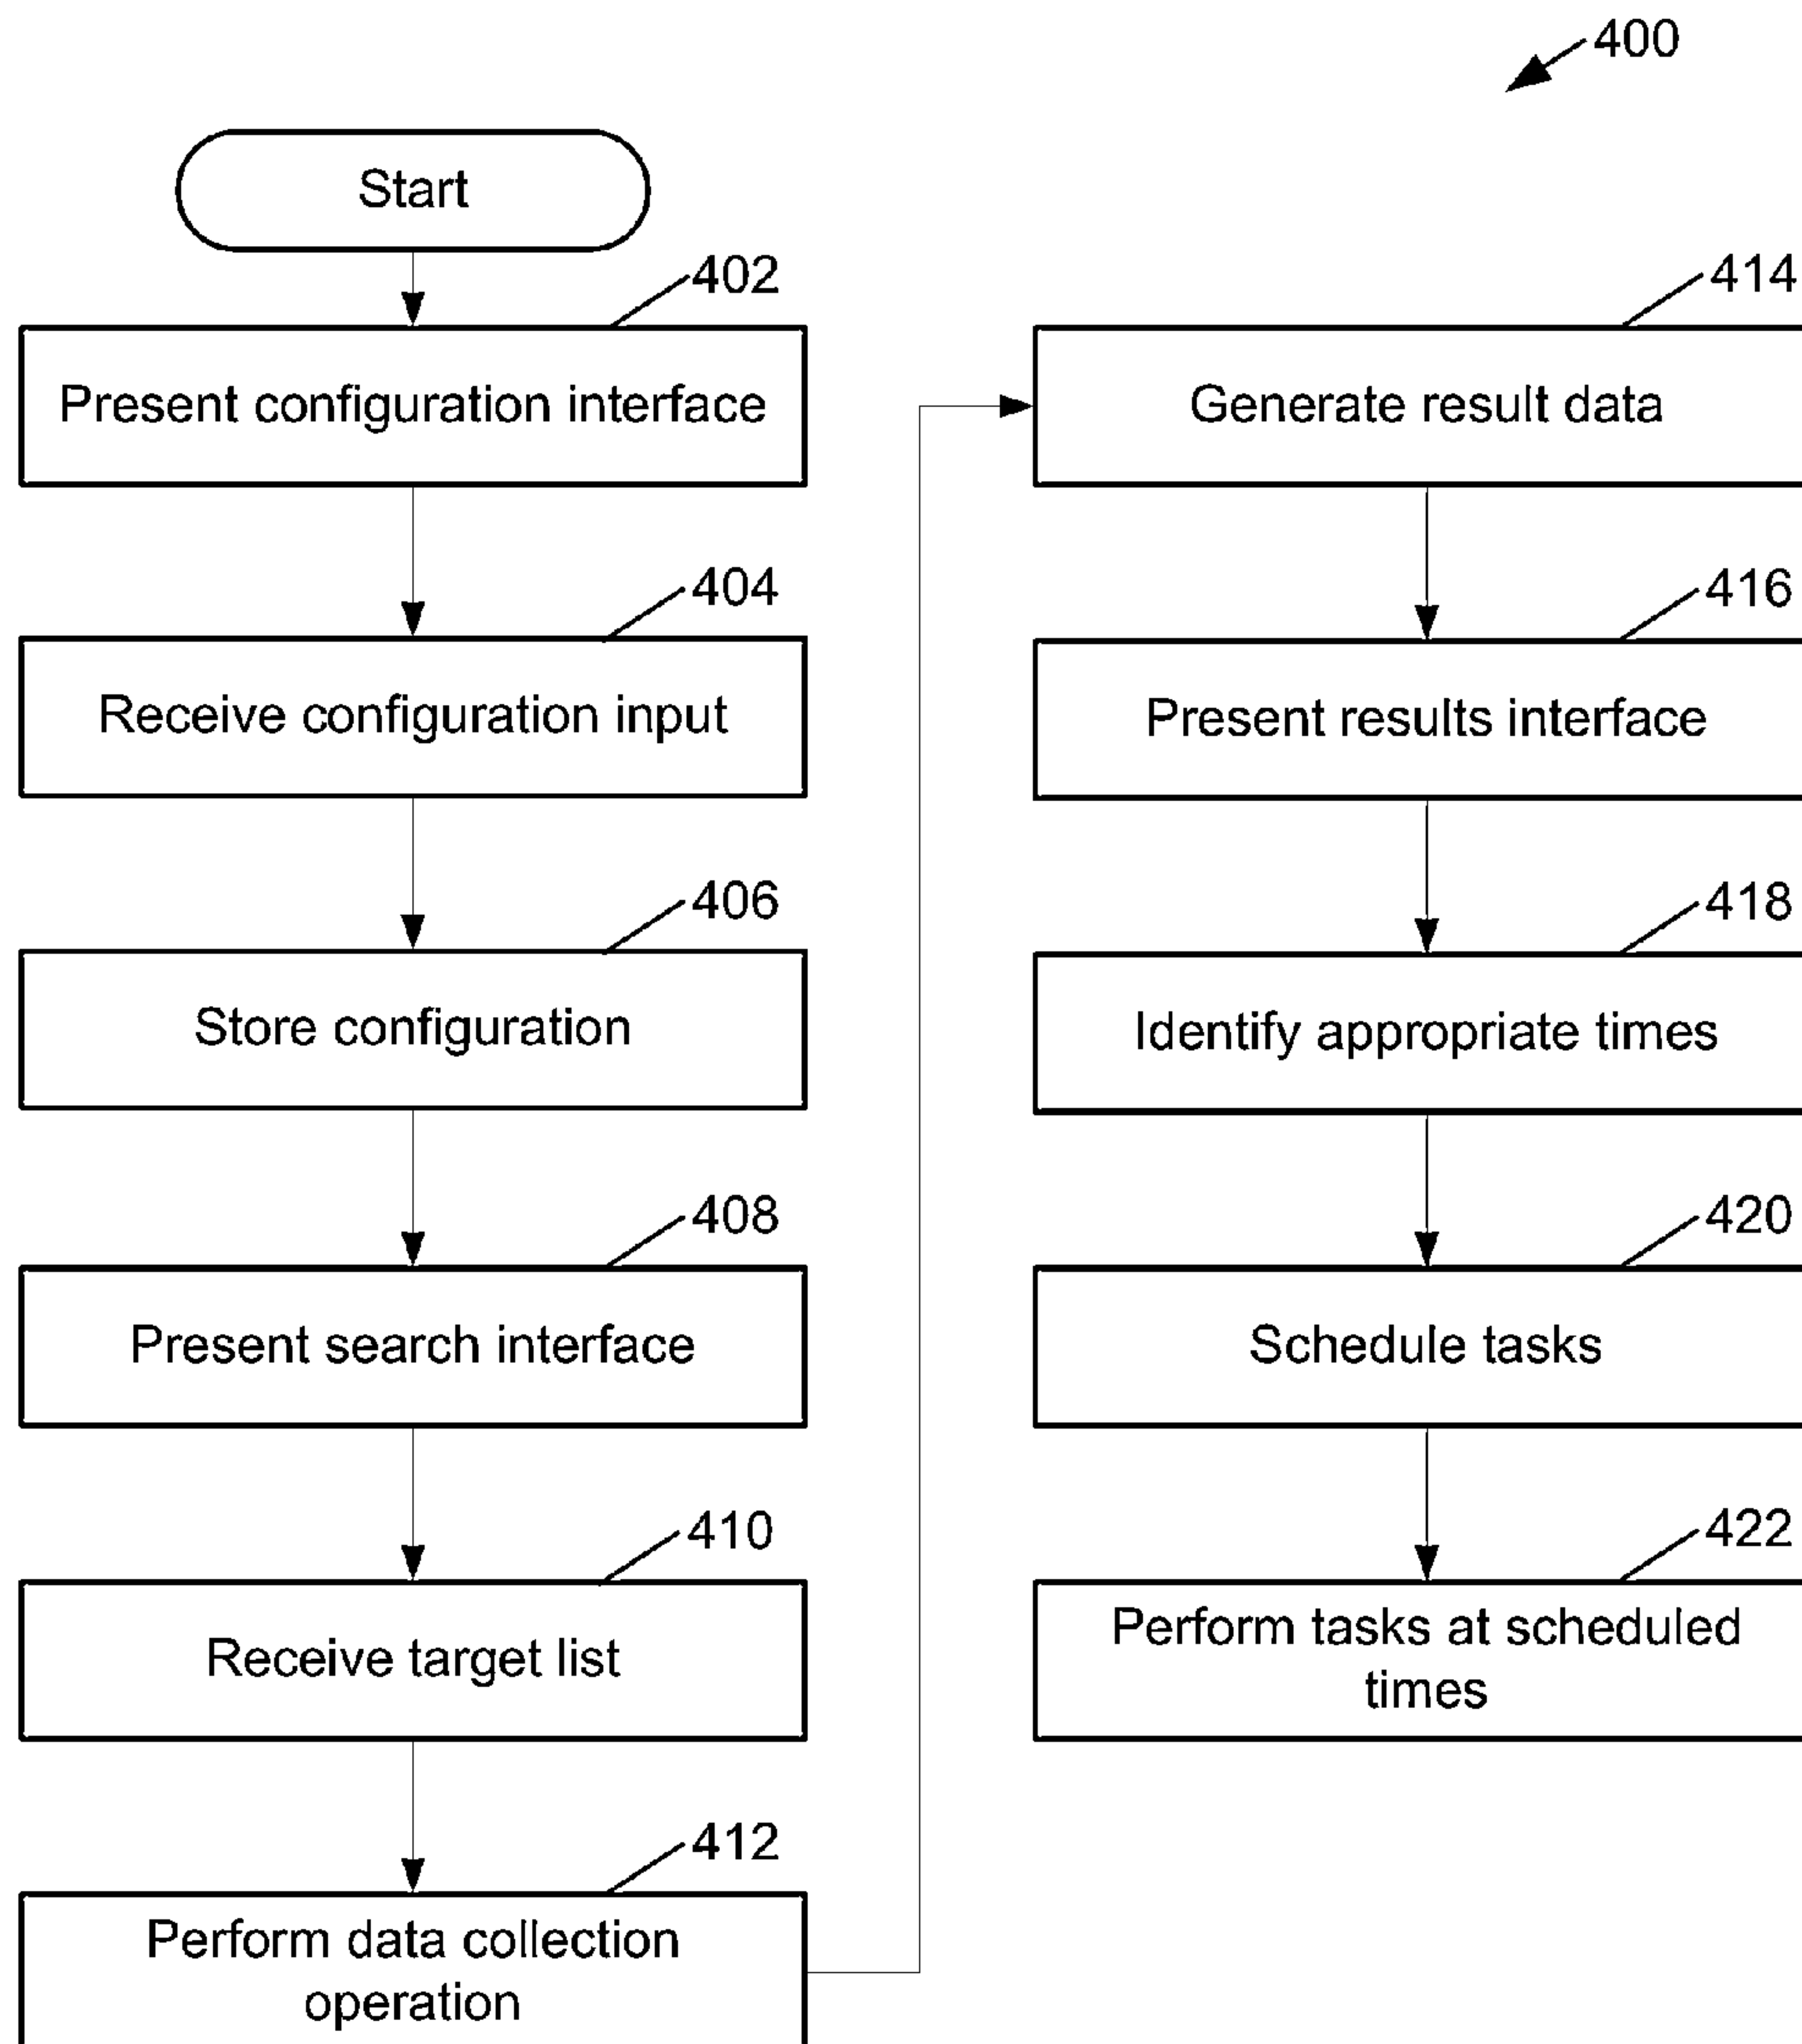 400
Start
402
Present configuration interface
404
Receive configuration input
406
Store configuration
408
Present search interface
410
Receive target list
412
Perform data collection
operation
414
Generate result data
416
Present results interface
418
Identify appropriate times
420
Schedule tasks
422
Perform tasks at scheduled
times